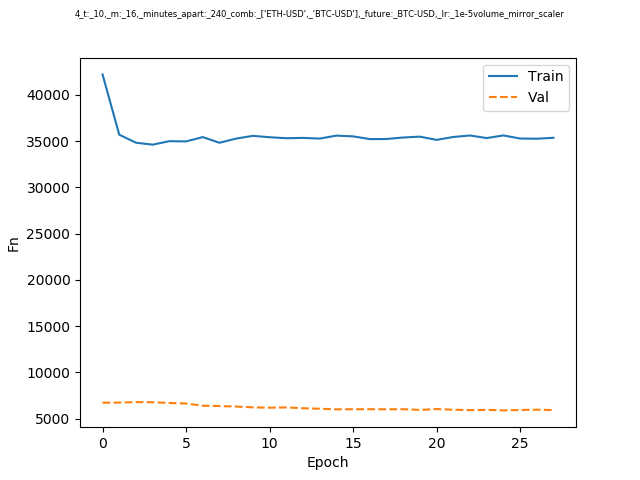 4_t:_10,_m:_16,_minutes_apart:_240_comb:_['ETH-USD',_'BTC-USD'],_future:_BTC-USD,_lr:_1e-5volume_mirror_scaler
Train
Val
40000
35000
30000
25000
20000
15000
10000
5000
Fn
0 5 10 15 20 25
Epoch